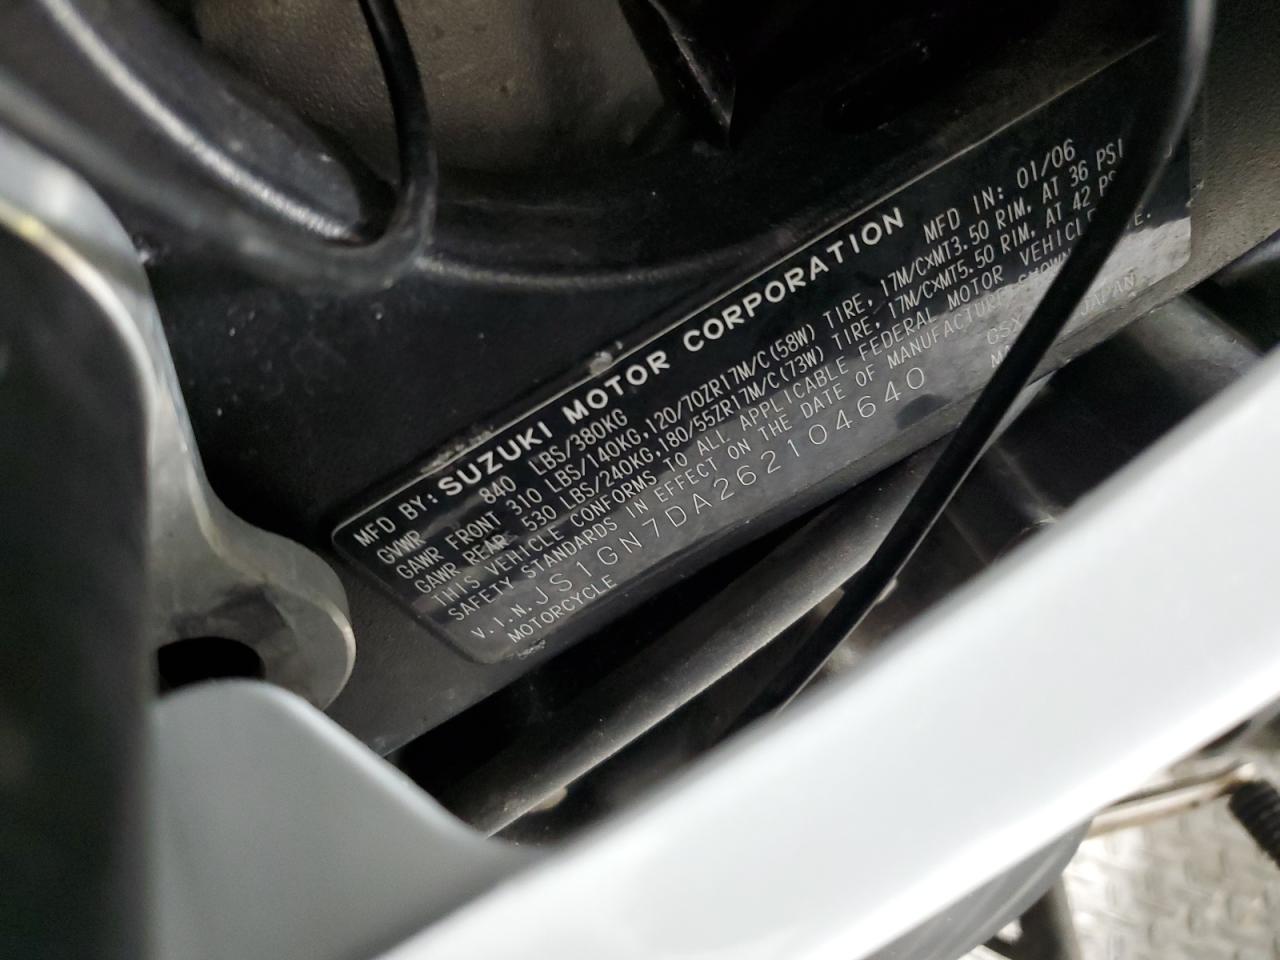 MFD BY: SUZUKI MOTOR CORPORATION
GVWR 840 LBS/380KG MFD IN: 01/06
GAWR FRONT 310 LBS/140KG,120/70ZR17M/C(58W) TIRE, 17M/CxMT3.50 RIM, AT 36 PSI
GAWR REAR 530 LBS/240KG,180/55ZR17M/C(73W) TIRE, 17M/CxMT5.50 RIM, AT 42
THIS VEHICLE CONFORMS TO ALL APPLICABLE FEDERAL MOTOR
SAFETY STANDARDS IN EFFECT ON THE DATE OF
V.I.N. JS1GN7DA262104640
MOTORCYCLE JAPAN